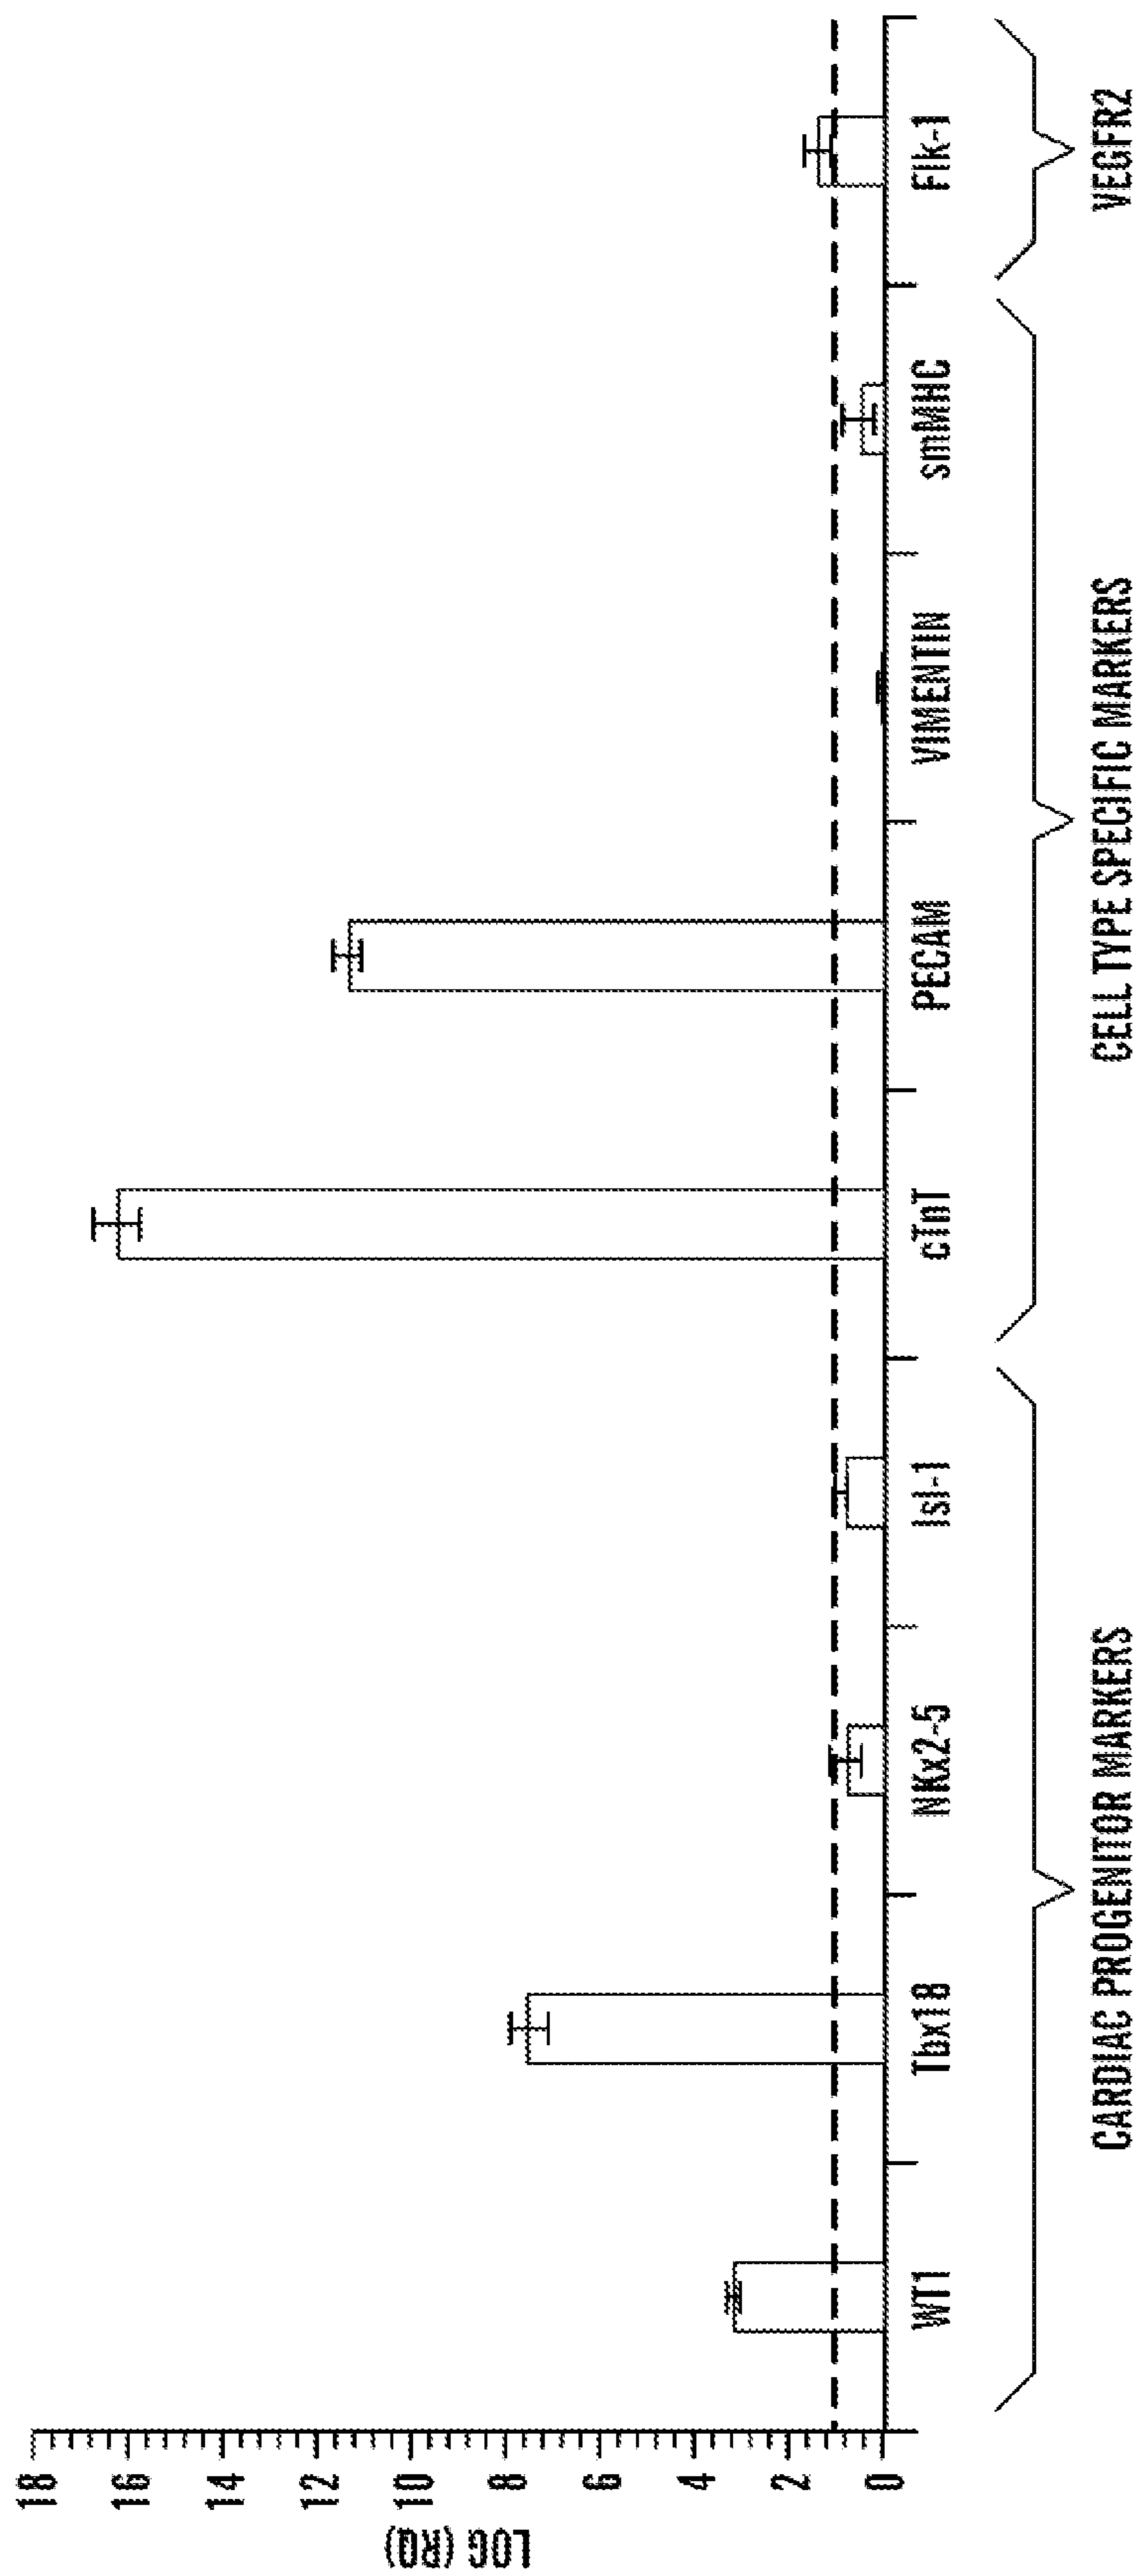 LOG (RQ)
18
16
14
12
10
8
6
4
2
0
WT1
Tbx18
NKx2-5
Isl-1
cTnT
PECAM
VIMENTIN
smMHC
Flk-1
CARDIAC PROGENITOR MARKERS
CELL TYPE SPECIFIC MARKERS
VEGFR2